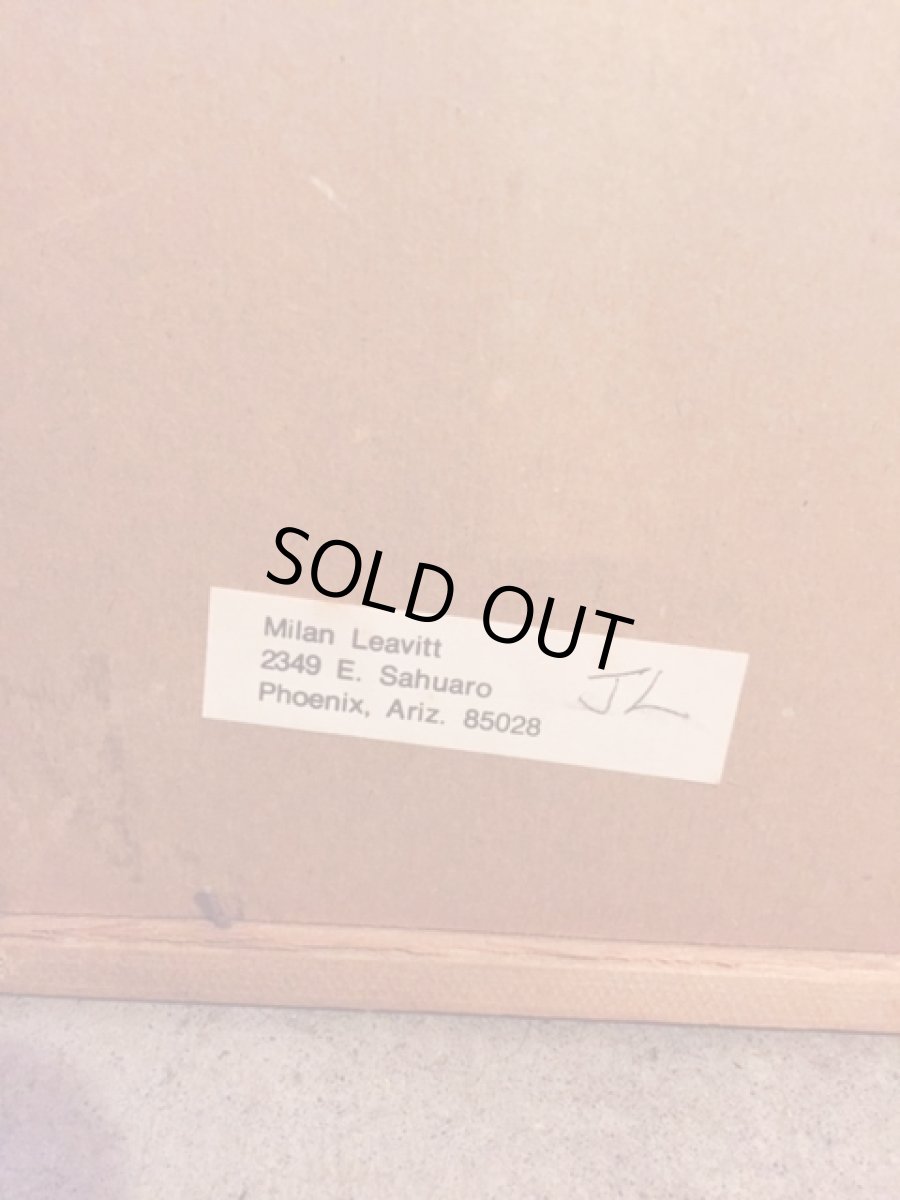 SOLD OUT
Milan Leavitt
2349 E. Sahuaro
Phoenix, Ariz. 85028
JL